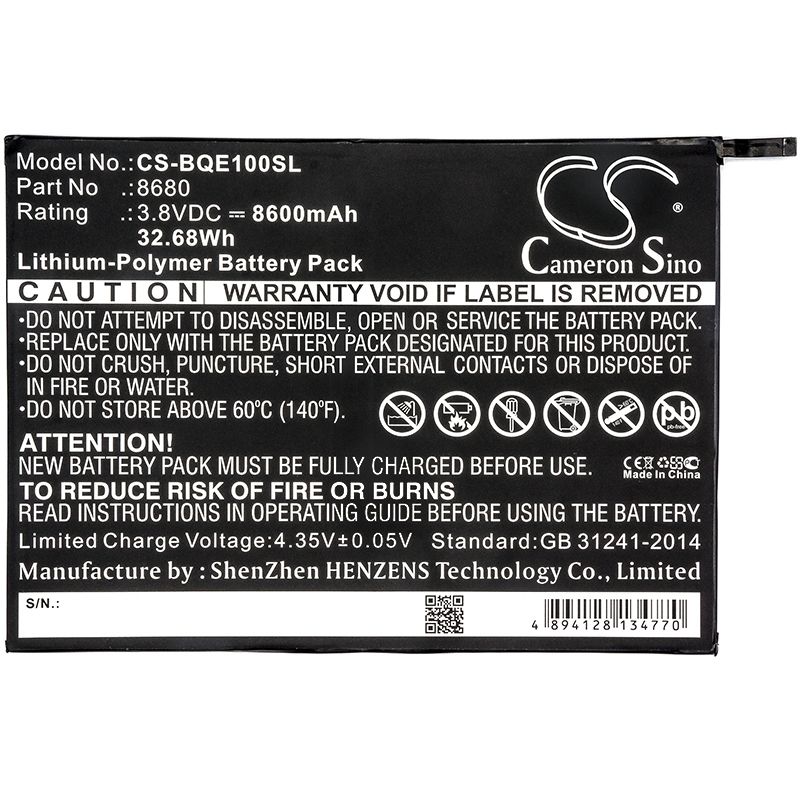 Model No.:CS-BQE100SL
Part No :8680
Rating :3.8VDC ⎓ 8600mAh
32.68Wh
Lithium-Polymer Battery Pack
CS ®
Cameron Sino
CAUTION WARRANTY VOID IF LABEL IS REMOVED
•DO NOT ATTEMPT TO DISASSEMBLE, OPEN OR SERVICE THE BATTERY PACK.
•REPLACE ONLY WITH THE BATTERY PACK DESIGNATED FOR THIS PRODUCT.
•DO NOT CRUSH, PUNCTURE, SHORT EXTERNAL CONTACTS OR DISPOSE OF
IN FIRE OR WATER.
•DO NOT STORE ABOVE 60ºC (140ºF).
pb
pb-free
ATTENTION!
NEW BATTERY PACK MUST BE FULLY CHARGED BEFORE USE.
TO REDUCE RISK OF FIRE OR BURNS
READ INSTRUCTIONS IN OPERATING GUIDE BEFORE USE.
CE
Made In China
Limited Charge Voltage:4.35V±0.05V Standard:GB 31241-2014
Manufacture by : ShenZhen HENZENS Technology Co., Limited
S/N.:
4 894128 134770